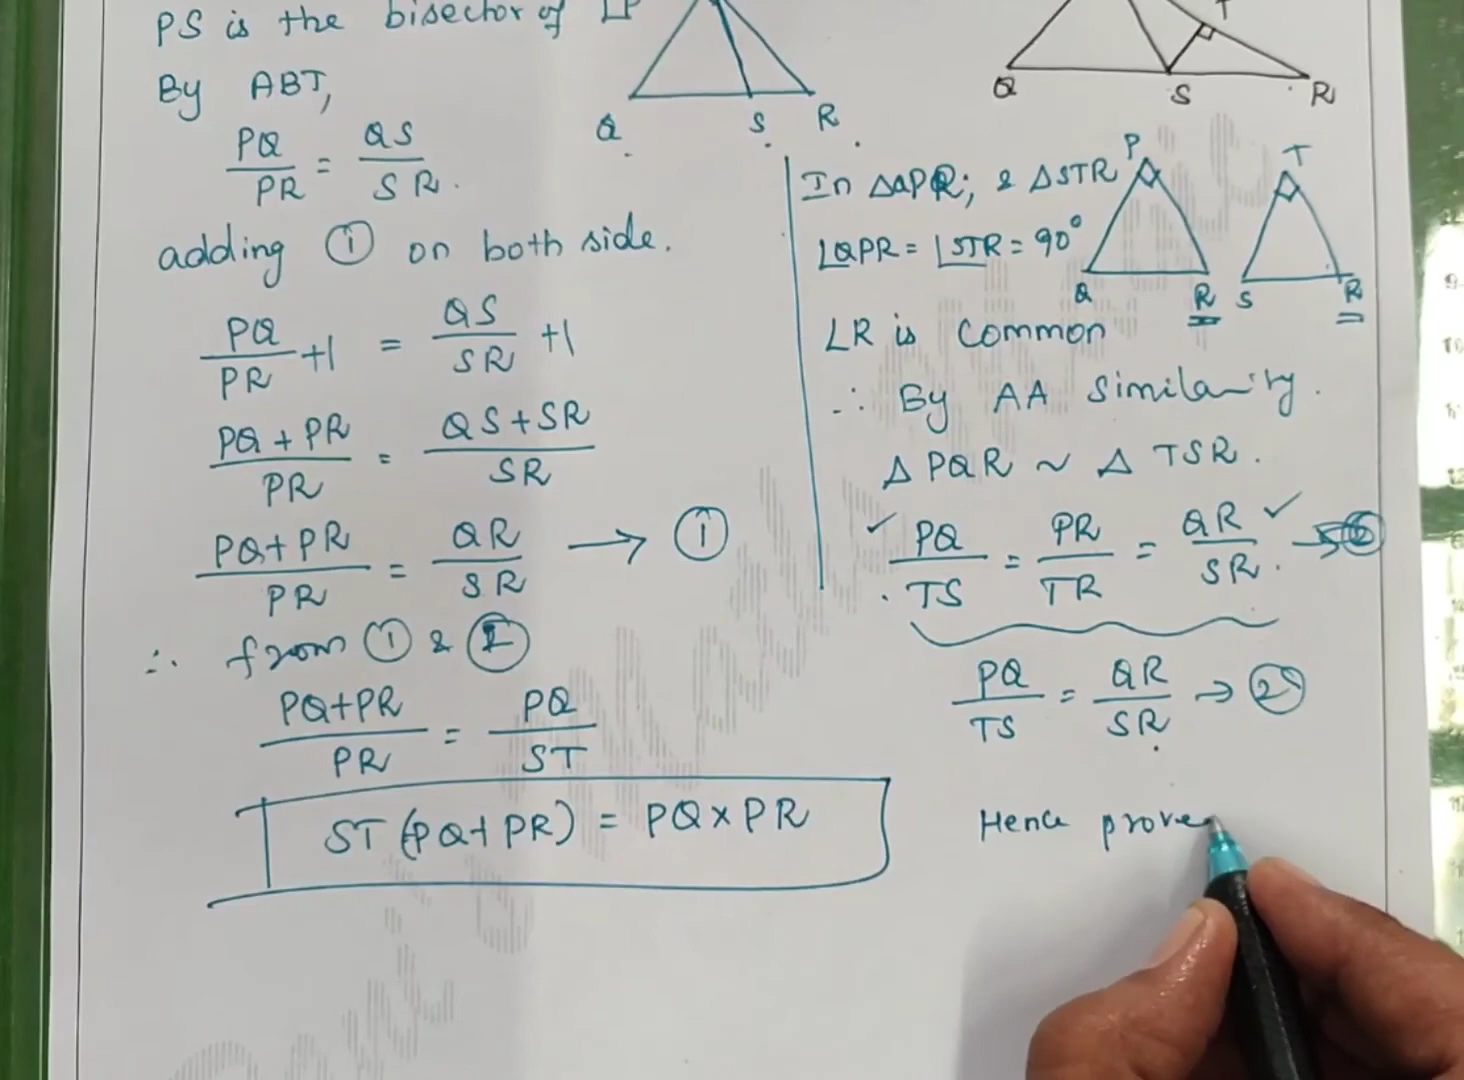 PS is the bisector of ∠P
By ABT,
PQ/PR = QS/SR.
adding ① on both side.
PQ/PR +1 = QS/SR +1
PQ + PR/PR = QS + SR/SR
PQ + PR/PR = QR/SR → ①
∴ from ① & ②
PQ+PR/PR = PQ/ST
ST (PQ + PR) = PQ × PR
Q S R
T
Q S R
In ΔQPR; & ΔSTR
P T
∠QPR = ∠STR = 90°
Q R S R
∠R is common
∴ By AA Similarity.
Δ PQR ~ Δ TSR.
✓ PQ/TS = PR/TR = QR/SR. ✓
PQ/TS = QR/SR → ②
Hence prove